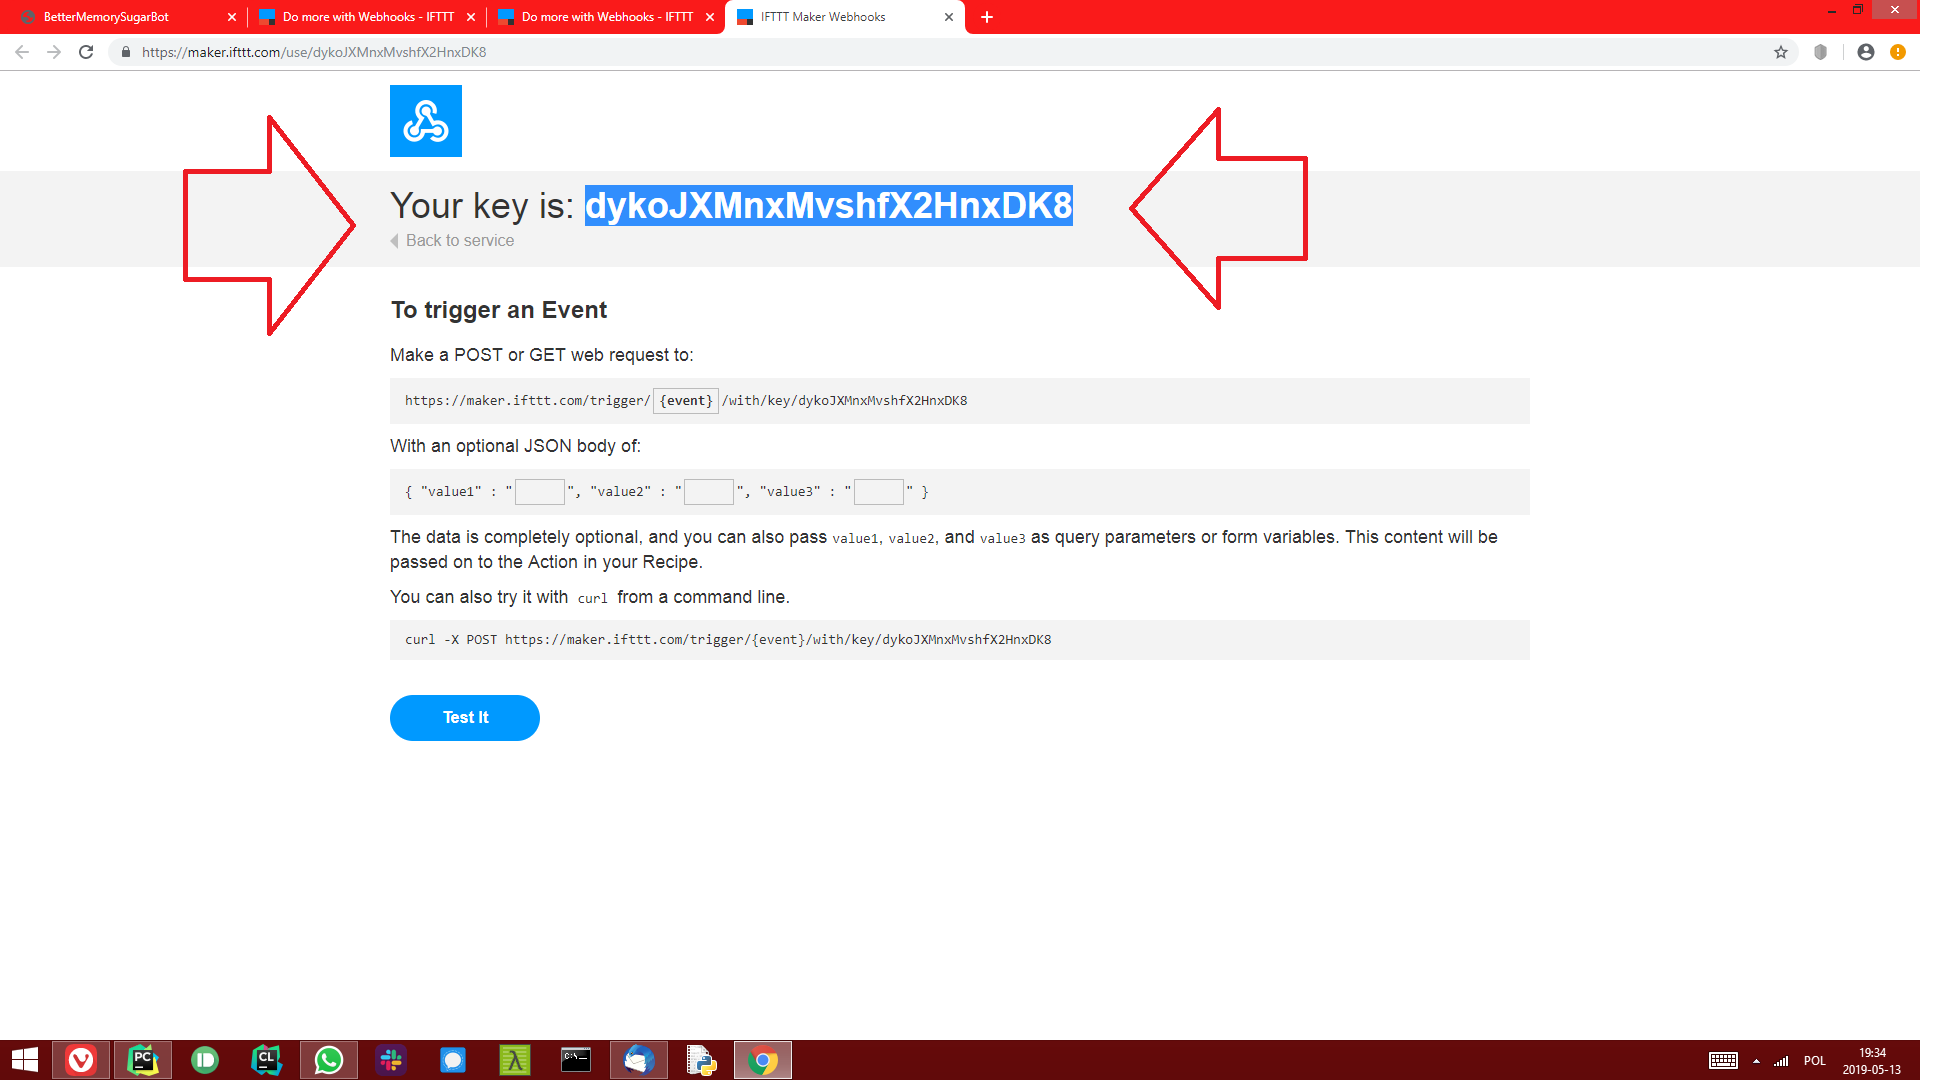 BetterMemorySugarBot
Do more with Webhooks - IFTTT
Do more with Webhooks - IFTTT
IFTTT Maker Webhooks
https://maker.ifttt.com/use/dykoJXMnxMvshfX2HnxDK8
Your key is: dykoJXMnxMvshfX2HnxDK8
Back to service
To trigger an Event
Make a POST or GET web request to:
https://maker.ifttt.com/trigger/ {event} /with/key/dykoJXMnxMvshfX2HnxDK8
With an optional JSON body of:
{ "value1" : " ", "value2" : " ", "value3" : " " }
The data is completely optional, and you can also pass value1, value2, and value3 as query parameters or form variables. This content will be
passed on to the Action in your Recipe.
You can also try it with curl from a command line.
curl -X POST https://maker.ifttt.com/trigger/{event}/with/key/dykoJXMnxMvshfX2HnxDK8
Test It
PC
CL
C:\_
POL
19:34
2019-05-13